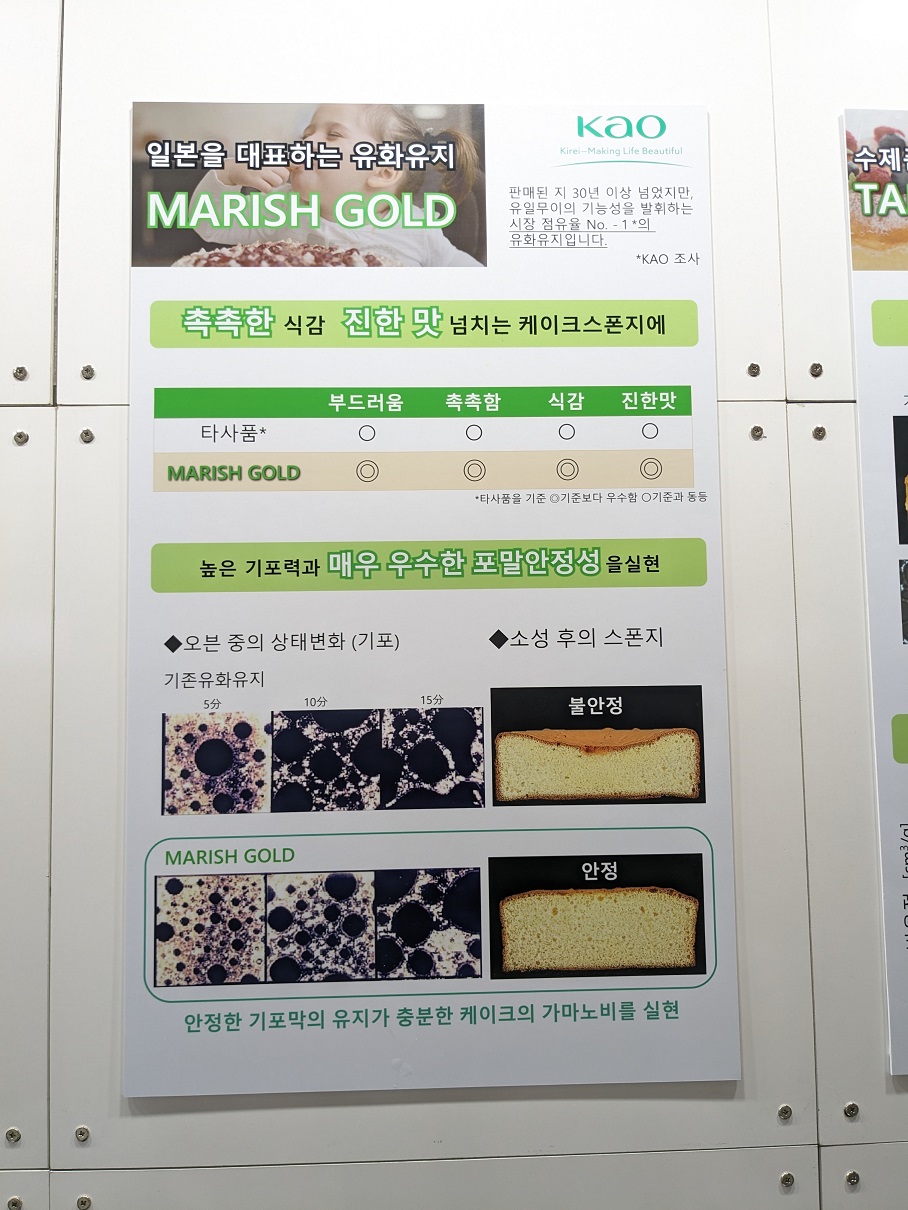 일본을 대표하는 유화유지
MARISH GOLD
Kao
Kirei–Making Life Beautiful
판매된 지 30년 이상 넘었지만,
유일무이의 기능성을 발휘하는
시장 점유율 No. - 1 *의
유화유지입니다.
*KAO 조사
촉촉한 식감 진한 맛 넘치는 케이크스폰지에
부드러움 촉촉함 식감 진한맛
타사품* ○ ○ ○ ○
MARISH GOLD ◎ ◎ ◎ ◎
*타사품을 기준 ◎기준보다 우수함 ○기준과 동등
높은 기포력과 매우 우수한 포말안정성을실현
◆오븐 중의 상태변화 (기포)
◆소성 후의 스폰지
기존유화유지
5分 10分 15分
불안정
MARISH GOLD
안정
안정한 기포막의 유지가 충분한 케이크의 가마노비를 실현
수제
TA
[cm³/g]